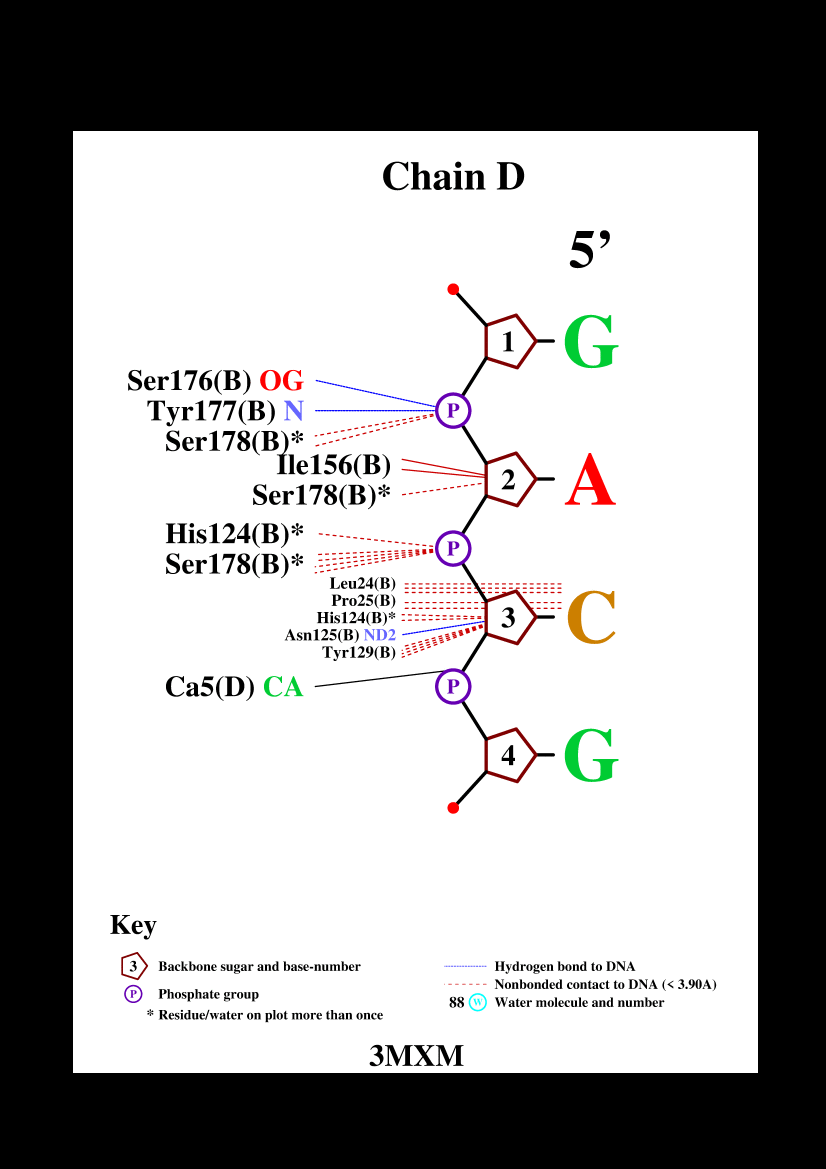 Chain D
5’
1 G
Ser176(B) OG
Tyr177(B) N
P
Ser178(B)*
Ile156(B)
2 A
Ser178(B)*
His124(B)*
P
Ser178(B)*
Leu24(B)
Pro25(B)
His124(B)*
3 C
Asn125(B) ND2
Tyr129(B)
Ca5(D) CA
P
4 G
Key
3 Backbone sugar and base-number
P Phosphate group
* Residue/water on plot more than once
Hydrogen bond to DNA
Nonbonded contact to DNA (< 3.90A)
88 W Water molecule and number
3MXM